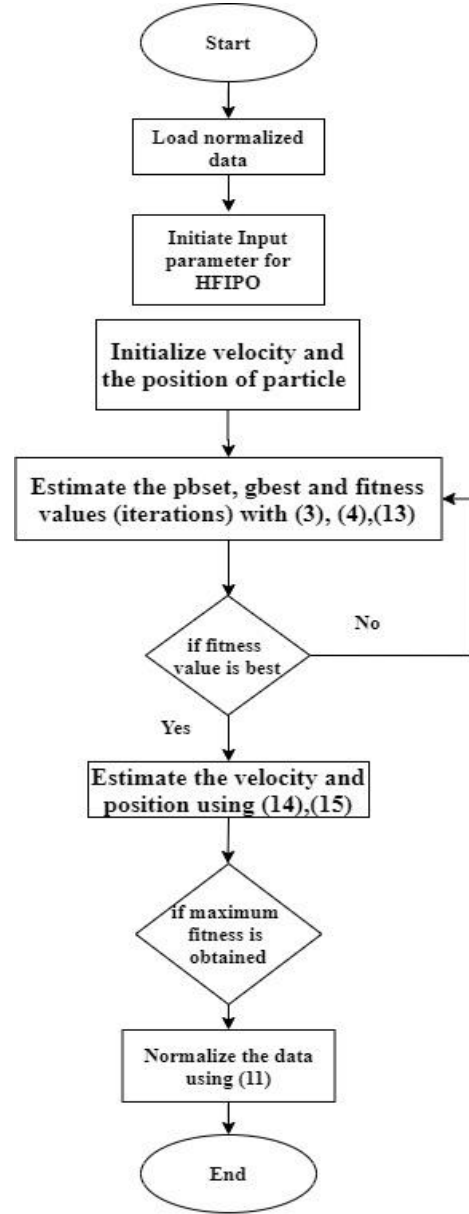 Start
Load normalized
data
Initiate Input
parameter for
HFIPO
Initialize velocity and
the position of particle
Estimate the pbset, gbest and fitness
values (iterations) with (3), (4),(13)
No
if fitness
value is best
Yes
Estimate the velocity and
position using (14),(15)
if maximum
fitness is
obtained
Normalize the data
using (11)
End